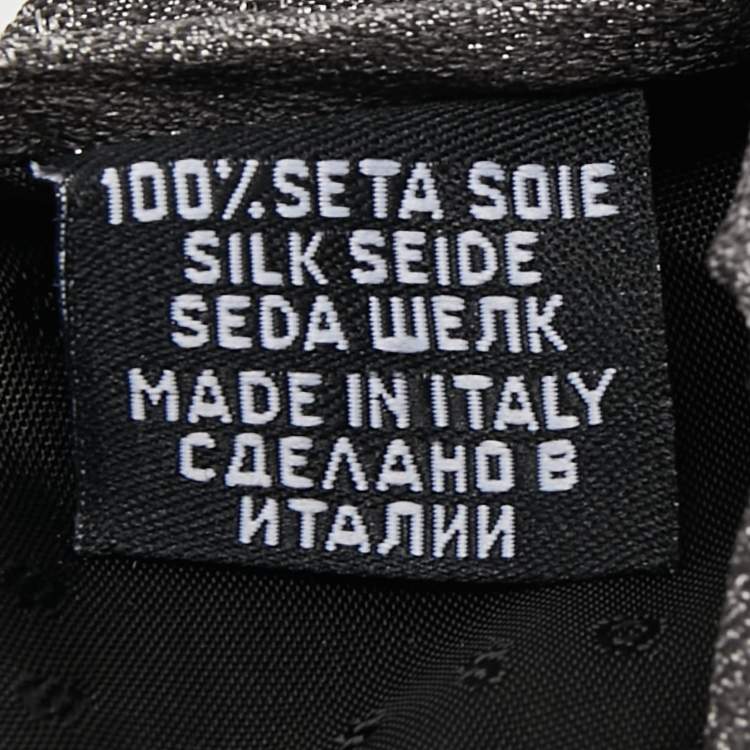 100% SETA SOIE
SILK SEIDE
SEDA ШЕЛК
MADE IN ITALY
СДЕЛАНО В
ИТАЛИИ